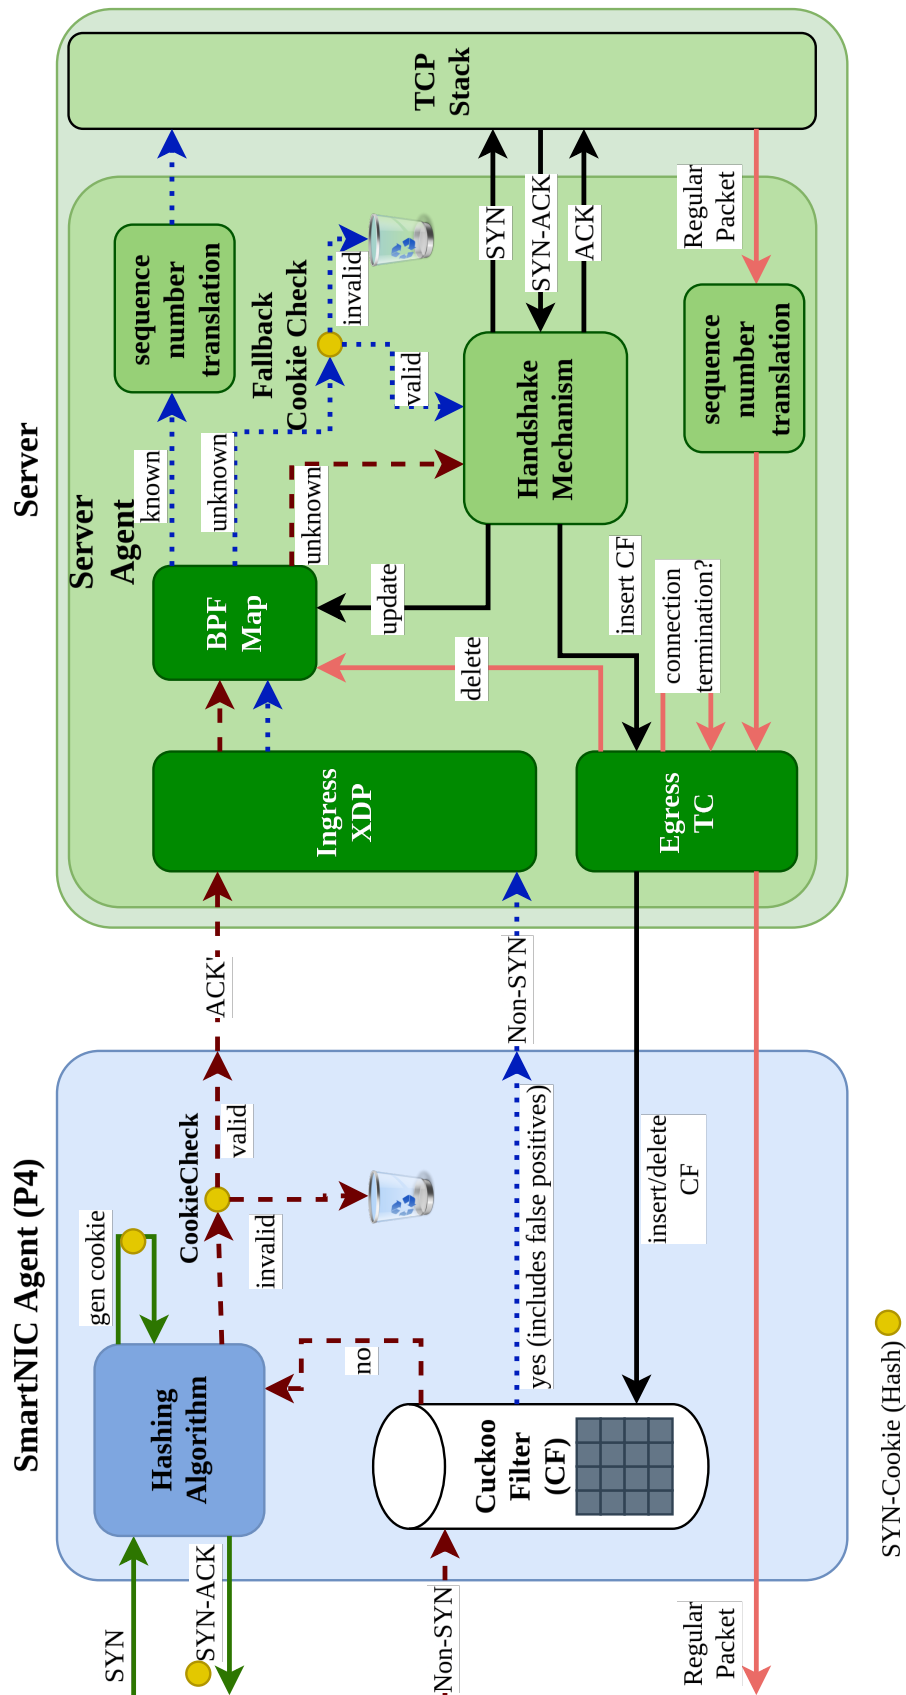 SmartNIC Agent (P4)
Server
SYN
SYN-ACK
gen cookie
Hashing
Algorithm
CookieCheck
valid
invalid
ACK'
no
Non-SYN
Cuckoo
Filter
(CF)
yes (includes false positives)
Non-SYN
insert/delete
CF
Regular
Packet
SYN-Cookie (Hash)
Server
Agent
Ingress
XDP
Egress
TC
BPF
Map
known
unknown
unknown
update
delete
insert CF
connection
termination?
sequence
number
translation
Fallback
Cookie Check
invalid
valid
Handshake
Mechanism
SYN
SYN-ACK
ACK
sequence
number
translation
Regular
Packet
TCP
Stack